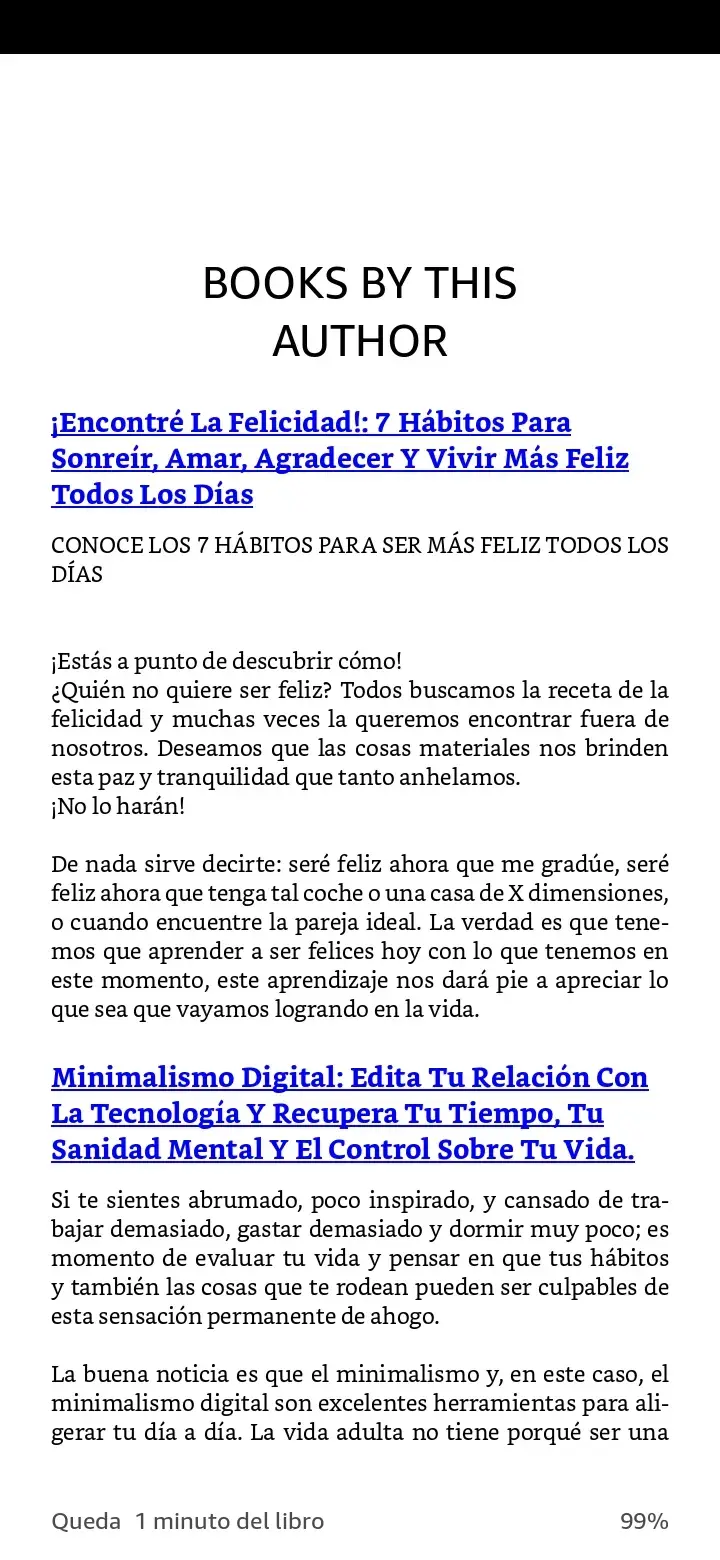 BOOKS BY THIS
AUTHOR
¡Encontré La Felicidad!: 7 Hábitos Para
Sonreír, Amar, Agradecer Y Vivir Más Feliz
Todos Los Días
CONOCE LOS 7 HÁBITOS PARA SER MÁS FELIZ TODOS LOS
DÍAS
¡Estás a punto de descubrir cómo!
¿Quién no quiere ser feliz? Todos buscamos la receta de la
felicidad y muchas veces la queremos encontrar fuera de
nosotros. Deseamos que las cosas materiales nos brinden
esta paz y tranquilidad que tanto anhelamos.
¡No lo harán!
De nada sirve decirte: seré feliz ahora que me gradúe, seré
feliz ahora que tenga tal coche o una casa de X dimensiones,
o cuando encuentre la pareja ideal. La verdad es que tene-
mos que aprender a ser felices hoy con lo que tenemos en
este momento, este aprendizaje nos dará pie a apreciar lo
que sea que vayamos logrando en la vida.
Minimalismo Digital: Edita Tu Relación Con
La Tecnología Y Recupera Tu Tiempo, Tu
Sanidad Mental Y El Control Sobre Tu Vida.
Si te sientes abrumado, poco inspirado, y cansado de tra-
bajar demasiado, gastar demasiado y dormir muy poco; es
momento de evaluar tu vida y pensar en que tus hábitos
y también las cosas que te rodean pueden ser culpables de
esta sensación permanente de ahogo.
La buena noticia es que el minimalismo y, en este caso, el
minimalismo digital son excelentes herramientas para ali-
gerar tu día a día. La vida adulta no tiene porqué ser una
Queda 1 minuto del libro 99%